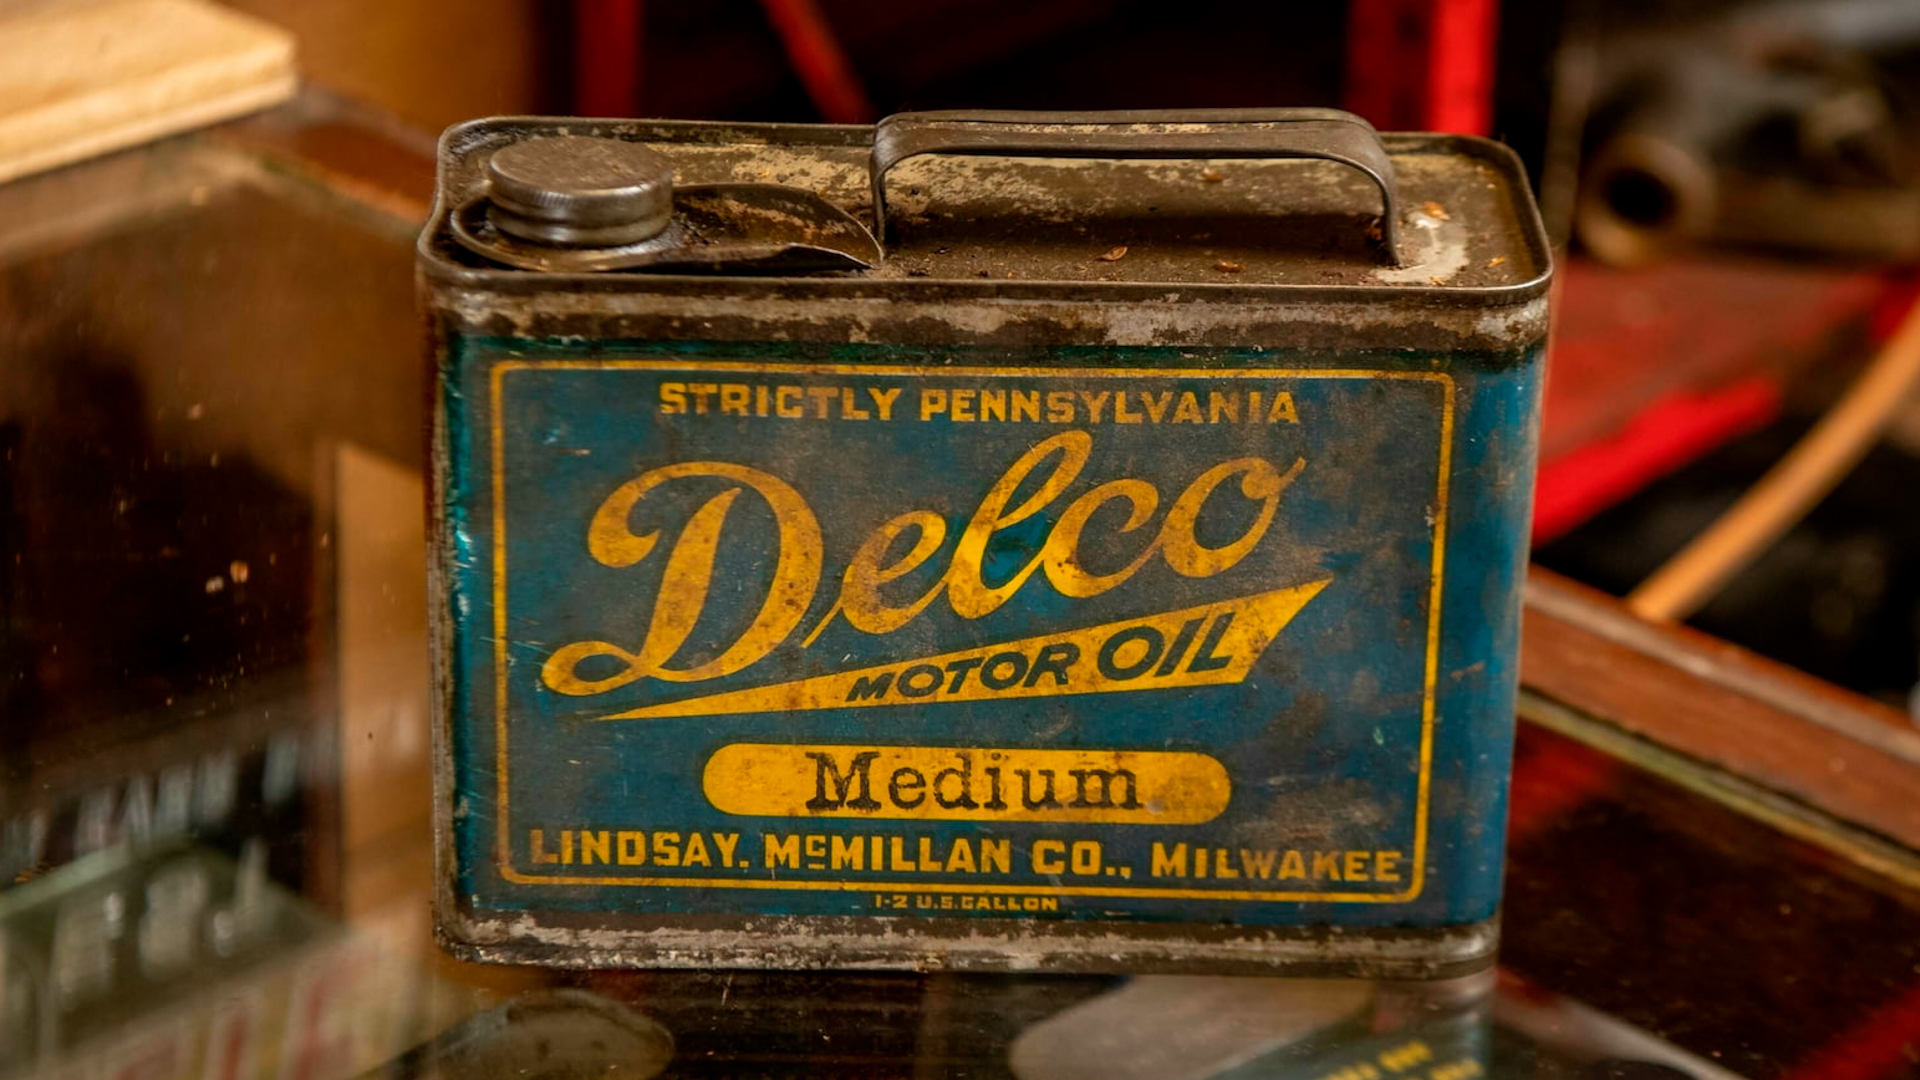 STRICTLY PENNSYLVANIA
Delco
MOTOR OIL
Medium
LINDSAY. McMILLAN CO., MILWAKEE
1-2 U.S. GALLON